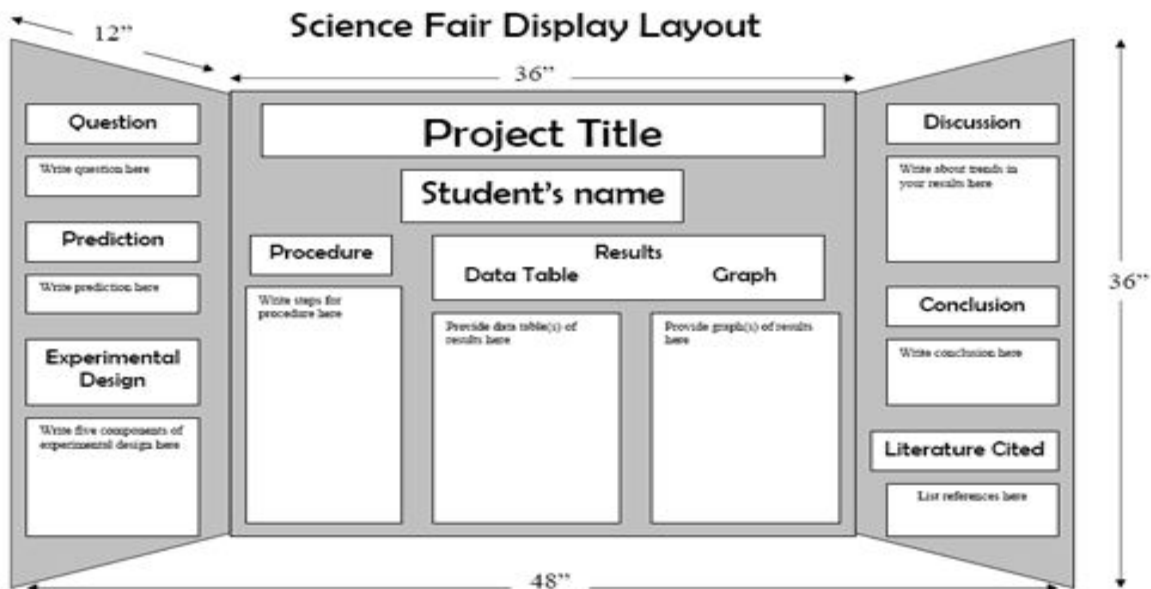 Science Fair Display Layout
12”
36”
Question
Write question here
Prediction
Write prediction here
Experimental
Design
Write five components of
experimental design here
Project Title
Student’s name
Procedure
Write steps for
procedure here
Results
Data Table Graph
Provide data table(s) of
results here
Provide graph(s) of results
here
Discussion
Write about trends in
your results here
Conclusion
Write conclusion here
Literature Cited
List references here
36”
48”